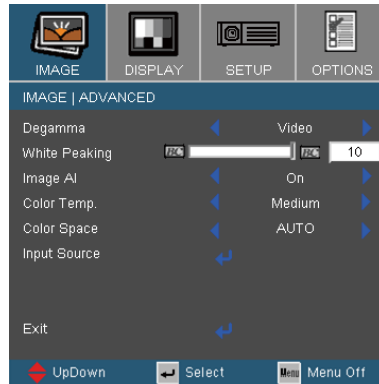 IMAGE DISPLAY SETUP OPTIONS
IMAGE | ADVANCED
Degamma Video
White Peaking 10
Image AI On
Color Temp. Medium
Color Space AUTO
Input Source
Exit
UpDown Select Menu Menu Off